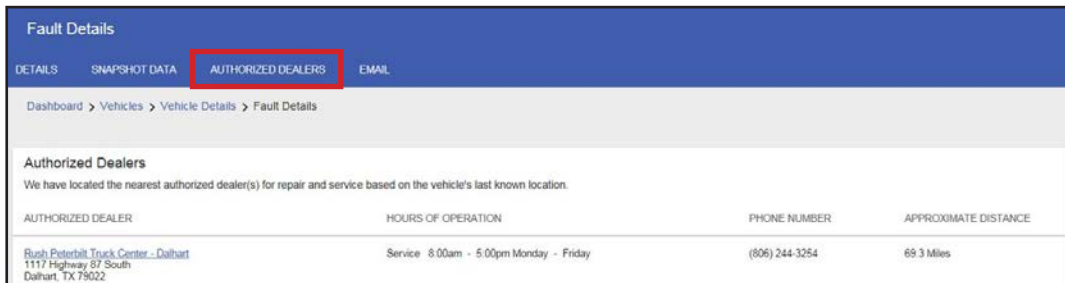 Fault Details
DETAILS SNAPSHOT DATA AUTHORIZED DEALERS EMAIL
Dashboard > Vehicles > Vehicle Details > Fault Details
Authorized Dealers
We have located the nearest authorized dealer(s) for repair and service based on the vehicle's last known location.
AUTHORIZED DEALER HOURS OF OPERATION PHONE NUMBER APPROXIMATE DISTANCE
Rush Peterbilt Truck Center - Dalhart Service 8:00am - 5:00pm Monday - Friday (806) 244-3254 69.3 Miles
1117 Highway 87 South
Dalhart, TX 79022